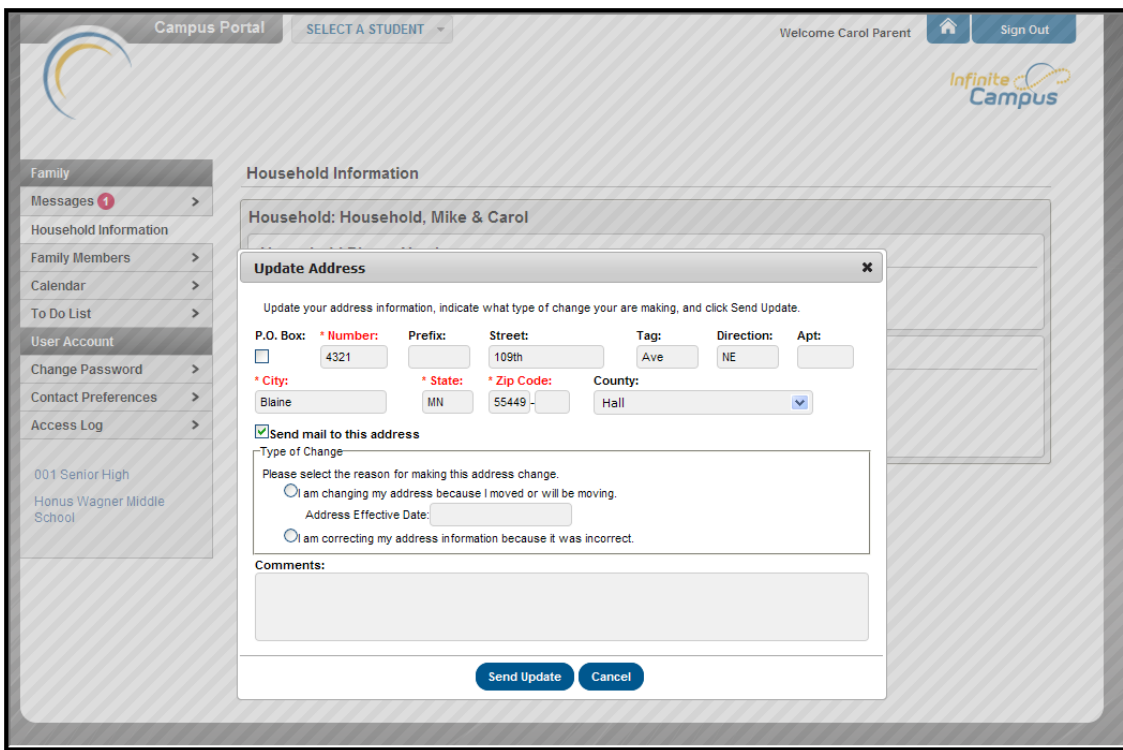 Campus Portal
SELECT A STUDENT
Welcome Carol Parent
Sign Out
Infinite
Campus
Family
Messages 1 >
Household Information
Family Members >
Calendar >
To Do List >
User Account
Change Password >
Contact Preferences >
Access Log >
001 Senior High
Honus Wagner Middle
School
Household Information
Household: Household, Mike & Carol
Update Address
Update your address information, indicate what type of change your are making, and click Send Update.
P.O. Box: * Number: Prefix: Street: Tag: Direction: Apt:
4321 109th Ave NE
* City: * State: * Zip Code: County:
Blaine MN 55449 - Hall
Send mail to this address
Type of Change
Please select the reason for making this address change.
I am changing my address because I moved or will be moving.
Address Effective Date:
I am correcting my address information because it was incorrect.
Comments:
Send Update Cancel